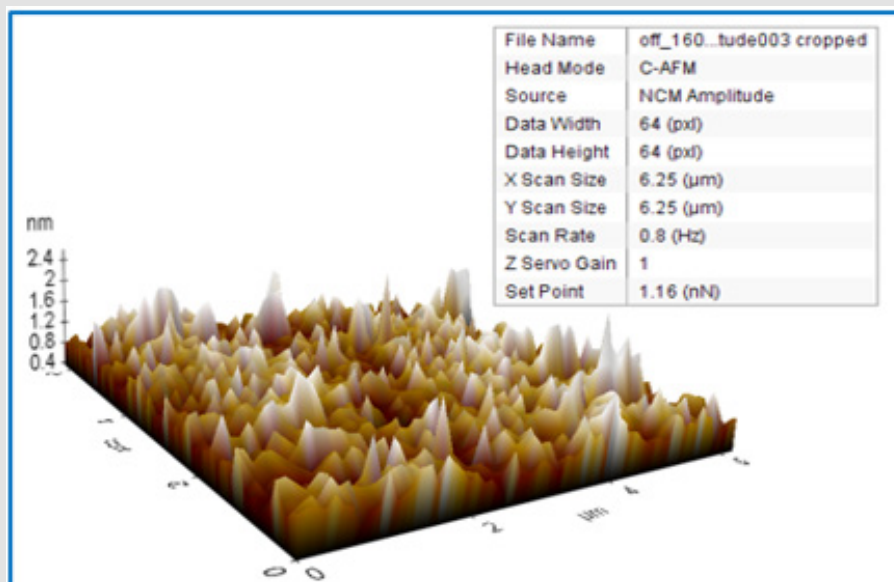 File Name off_160...tude003 cropped
Head Mode C-AFM
Source NCM Amplitude
Data Width 64 (pxl)
Data Height 64 (pxl)
X Scan Size 6.25 (µm)
Y Scan Size 6.25 (µm)
Scan Rate 0.8 (Hz)
Z Servo Gain 1
Set Point 1.16 (nN)
nm
2.4
2
1.6
1.2
0.8
0.4
2
0
0
2
µm
4